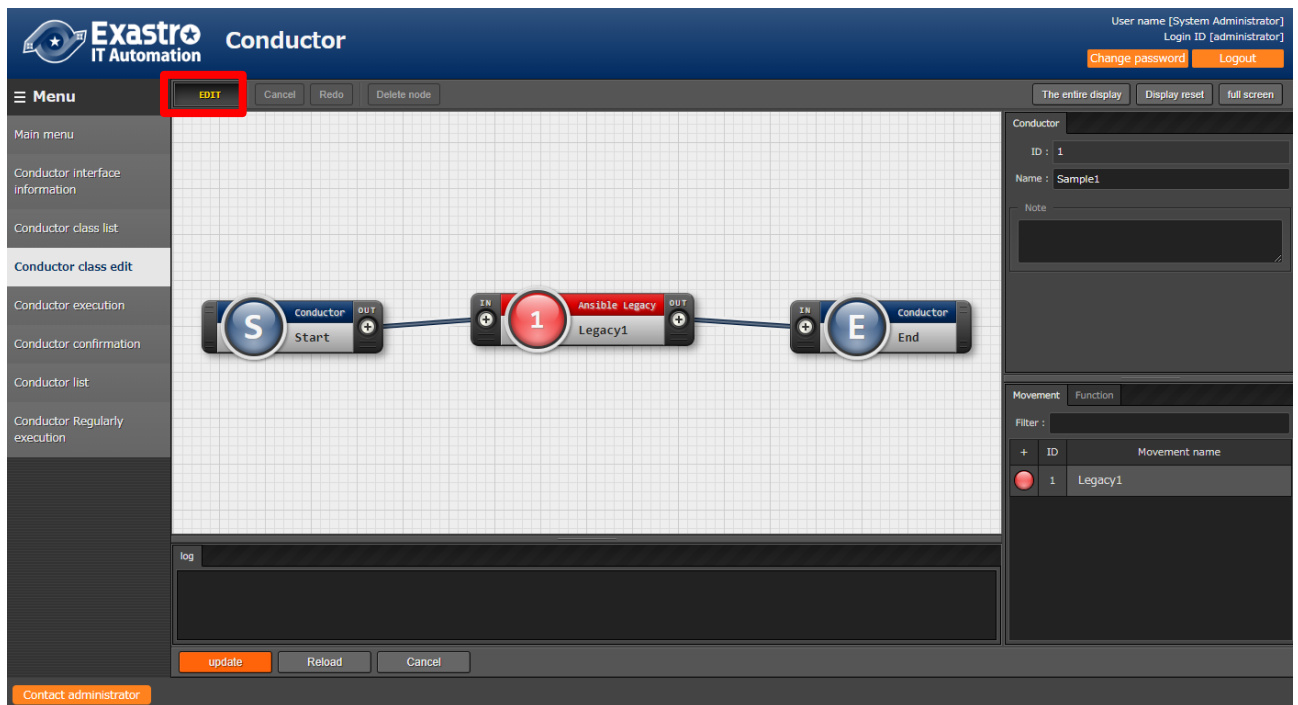 Exastro
IT Automation
Conductor
User name [System Administrator]
Login ID [administrator]
Change password
Logout
☰ Menu
EDIT
Cancel
Redo
Delete node
The entire display
Display reset
full screen
Main menu
Conductor interface
information
Conductor class list
Conductor class edit
Conductor execution
Conductor confirmation
Conductor list
Conductor Regularly
execution
S
Conductor
Start
OUT
IN
1
Ansible Legacy
Legacy1
OUT
IN
E
Conductor
End
Conductor
ID : 1
Name : Sample1
Note
Movement
Function
Filter :
+ ID Movement name
1 Legacy1
log
update
Reload
Cancel
Contact administrator